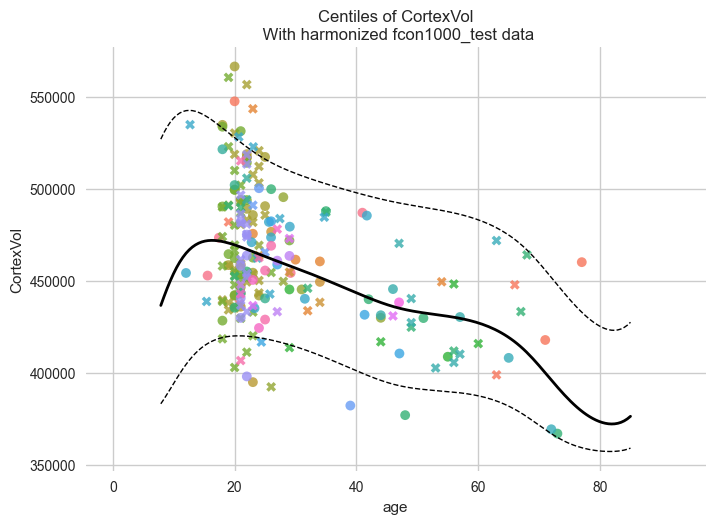 Centiles of CortexVol
With harmonized fcon1000_test data
CortexVol
550000
500000
450000
400000
350000
0 20 40 60 80
age